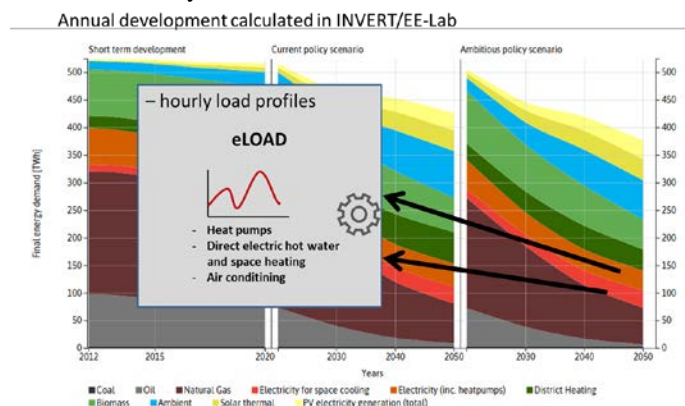 Annual development calculated in INVERT/EE-Lab
Short term development
Current policy scenario
Ambitious policy scenario
Final energy demand [TWh]
500
450
400
350
300
250
200
150
100
50
0
– hourly load profiles
eLOAD
- Heat pumps
- Direct electric hot water
and space heating
- Air conditining
500
450
400
350
300
250
200
150
100
50
0
2012 2015 2020 2030 2040 2050 2030 2040 2050
Years
Coal Oil Natural Gas Electricity for space cooling Electricity (inc. heatpumps) District Heating
Biomass Ambient Solar thermal PV electricity generation (total)